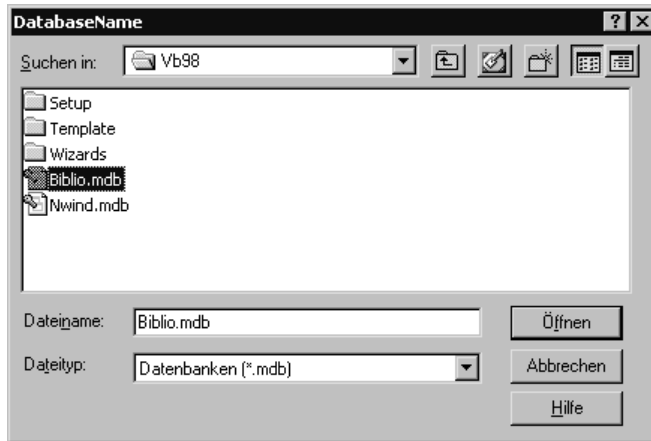 DatabaseName
Suchen in: Vb98
Setup
Template
Wizards
Biblio.mdb
Nwind.mdb
Dateiname: Biblio.mdb Öffnen
Dateityp: Datenbanken (*.mdb) Abbrechen
Hilfe